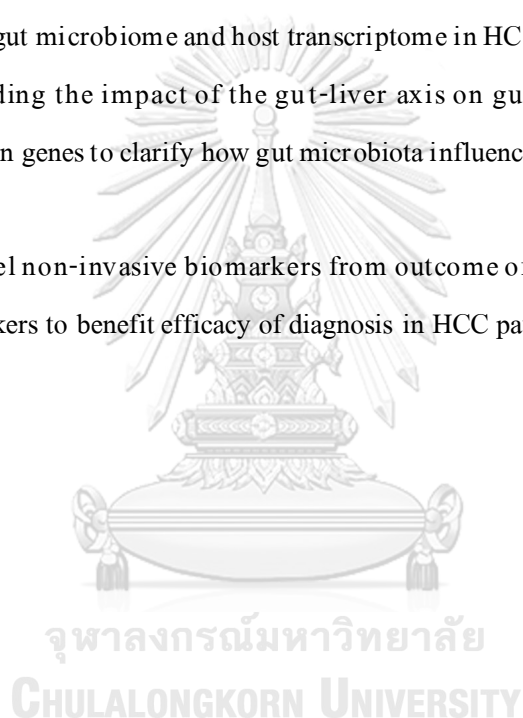 gut microbiome and host transcriptome in HC
ding the impact of the gut-liver axis on gu
n genes to clarify how gut microbiota influenc
el non-invasive biomarkers from outcome o
kers to benefit efficacy of diagnosis in HCC pa
จุฬาลงกรณ์มหาวิทยาลัย
CHULALONGKORN UNIVERSITY